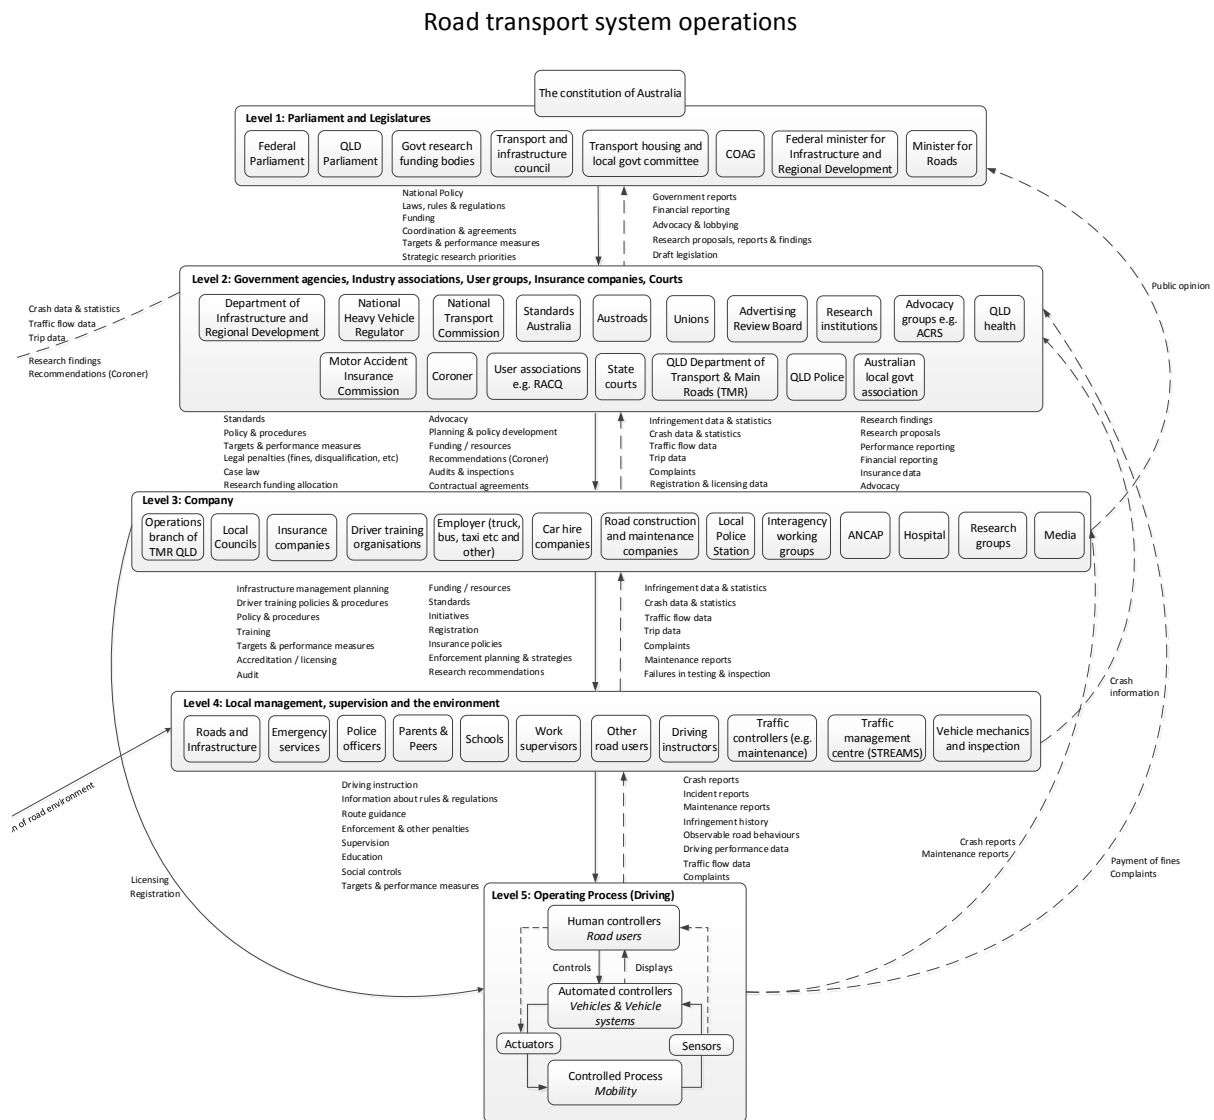 Road transport system operations
The constitution of Australia
Level 1: Parliament and Legislatures
Federal
Parliament
QLD
Parliament
Govt research
funding bodies
Transport and
infrastructure
council
Transport housing and
local govt committee
COAG
Federal minister for
Infrastructure and
Regional Development
Minister for
Roads
National Policy
Laws, rules & regulations
Funding
Coordination & agreements
Targets & performance measures
Strategic research priorities
Government reports
Financial reporting
Advocacy & lobbying
Research proposals, reports & findings
Draft legislation
Public opinion
Level 2: Government agencies, Industry associations, User groups, Insurance companies, Courts
Department of
Infrastructure and
Regional Development
National
Heavy Vehicle
Regulator
National
Transport
Commission
Standards
Australia
Austroads
Unions
Advertising
Review Board
Research
institutions
Advocacy
groups e.g.
ACRS
QLD
health
Motor Accident
Insurance
Commission
Coroner
User associations
e.g. RACQ
State
courts
QLD Department of
Transport & Main
Roads (TMR)
QLD Police
Australian
local govt
association
Crash data & statistics
Traffic flow data
Trip data
Research findings
Recommendations (Coroner)
Standards
Policy & procedures
Targets & performance measures
Legal penalties (fines, disqualification, etc)
Case law
Research funding allocation
Advocacy
Planning & policy development
Funding / resources
Recommendations (Coroner)
Audits & inspections
Contractual agreements
Infringement data & statistics
Crash data & statistics
Traffic flow data
Trip data
Complaints
Registration & licensing data
Research findings
Research proposals
Performance reporting
Financial reporting
Insurance data
Advocacy
Level 3: Company
Operations
branch of
TMR QLD
Local
Councils
Insurance
companies
Driver training
organisations
Employer (truck,
bus, taxi etc and
other)
Car hire
companies
Road construction
and maintenance
companies
Local
Police
Station
Interagency
working
groups
ANCAP
Hospital
Research
groups
Media
Infrastructure management planning
Driver training policies & procedures
Policy & procedures
Training
Targets & performance measures
Accreditation / licensing
Audit
Funding / resources
Standards
Initiatives
Registration
Insurance policies
Enforcement planning & strategies
Research recommendations
Infringement data & statistics
Crash data & statistics
Traffic flow data
Trip data
Complaints
Maintenance reports
Failures in testing & inspection
Crash
information
Level 4: Local management, supervision and the environment
Roads and
Infrastructure
Emergency
services
Police
officers
Parents &
Peers
Schools
Work
supervisors
Other
road users
Driving
instructors
Traffic
controllers (e.g.
maintenance)
Traffic
management
centre (STREAMS)
Vehicle mechanics
and inspection
n of road environment
Driving instruction
Information about rules & regulations
Route guidance
Enforcement & other penalties
Supervision
Education
Social controls
Targets & performance measures
Crash reports
Incident reports
Maintenance reports
Infringement history
Observable road behaviours
Driving performance data
Traffic flow data
Complaints
Crash reports
Maintenance reports
Payment of fines
Complaints
Licensing
Registration
Level 5: Operating Process (Driving)
Human controllers
Road users
Controls
Displays
Automated controllers
Vehicles & Vehicle
systems
Actuators
Sensors
Controlled Process
Mobility